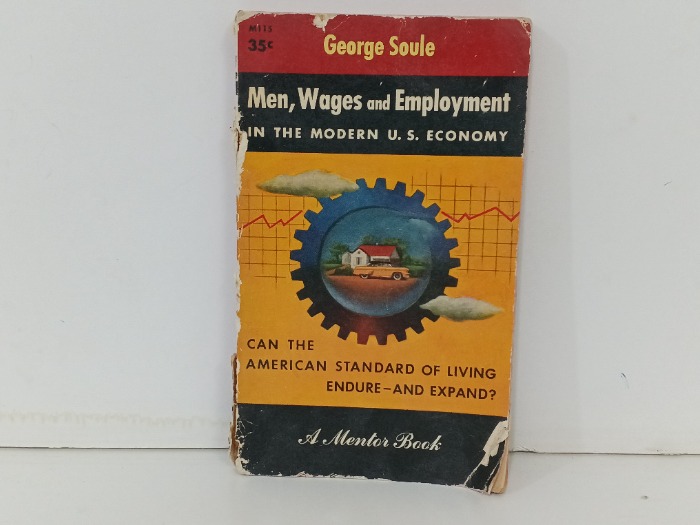 M115
35¢
George Soule
Men, Wages and Employment
IN THE MODERN U. S. ECONOMY
CAN THE
AMERICAN STANDARD OF LIVING
ENDURE—AND EXPAND?
A Mentor Book